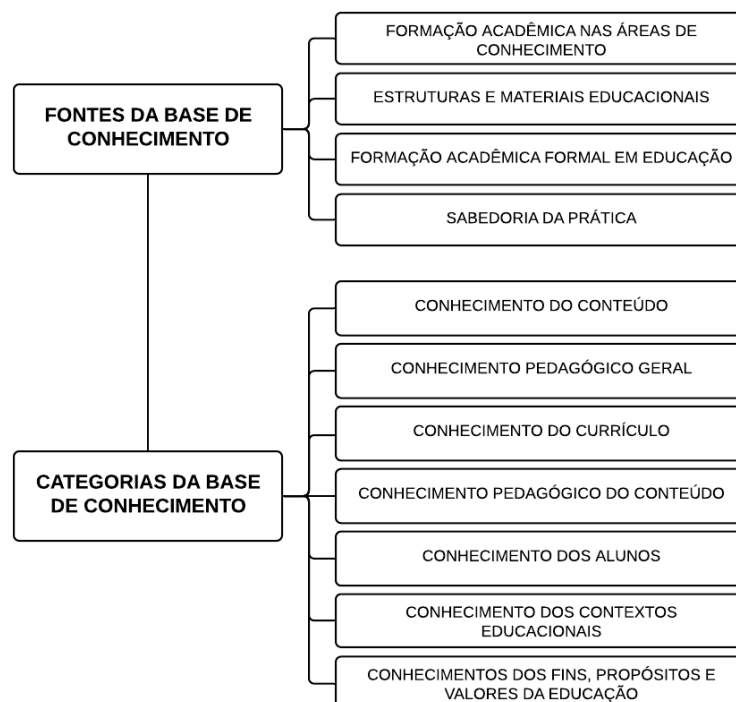 FONTES DA BASE DE
CONHECIMENTO
FORMAÇÃO ACADÊMICA NAS ÁREAS DE
CONHECIMENTO
ESTRUTURAS E MATERIAIS EDUCACIONAIS
FORMAÇÃO ACADÊMICA FORMAL EM EDUCAÇÃO
SABEDORIA DA PRÁTICA
CATEGORIAS DA BASE
DE CONHECIMENTO
CONHECIMENTO DO CONTEÚDO
CONHECIMENTO PEDAGÓGICO GERAL
CONHECIMENTO DO CURRÍCULO
CONHECIMENTO PEDAGÓGICO DO CONTEÚDO
CONHECIMENTO DOS ALUNOS
CONHECIMENTO DOS CONTEXTOS
EDUCACIONAIS
CONHECIMENTOS DOS FINS, PROPÓSITOS E
VALORES DA EDUCAÇÃO